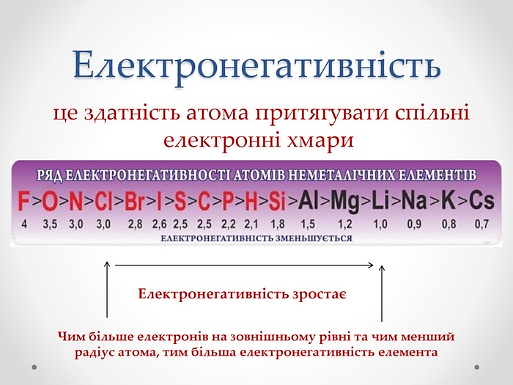 Електронегативність
це здатність атома притягувати спільні
електронні хмари
РЯД ЕЛЕКТРОНЕГАТИВНОСТІ АТОМІВ НЕМЕТАЛІЧНИХ ЕЛЕМЕНТІВ
F>O>N>Cl>Br>I>S>C>P>H>Si>Al>Mg>Li>Na>K>Cs
4 3,5 3,0 3,0 2,8 2,6 2,5 2,5 2,2 2,1 1,8 1,5 1,2 1,0 0,9 0,8 0,7
ЕЛЕКТРОНЕГАТИВНІСТЬ ЗМЕНЬШУЄТЬСЯ
Електронегативність зростає
Чим більше електронів на зовнішньому рівні та чим менший
радіус атома, тим більша електронегативність елемента